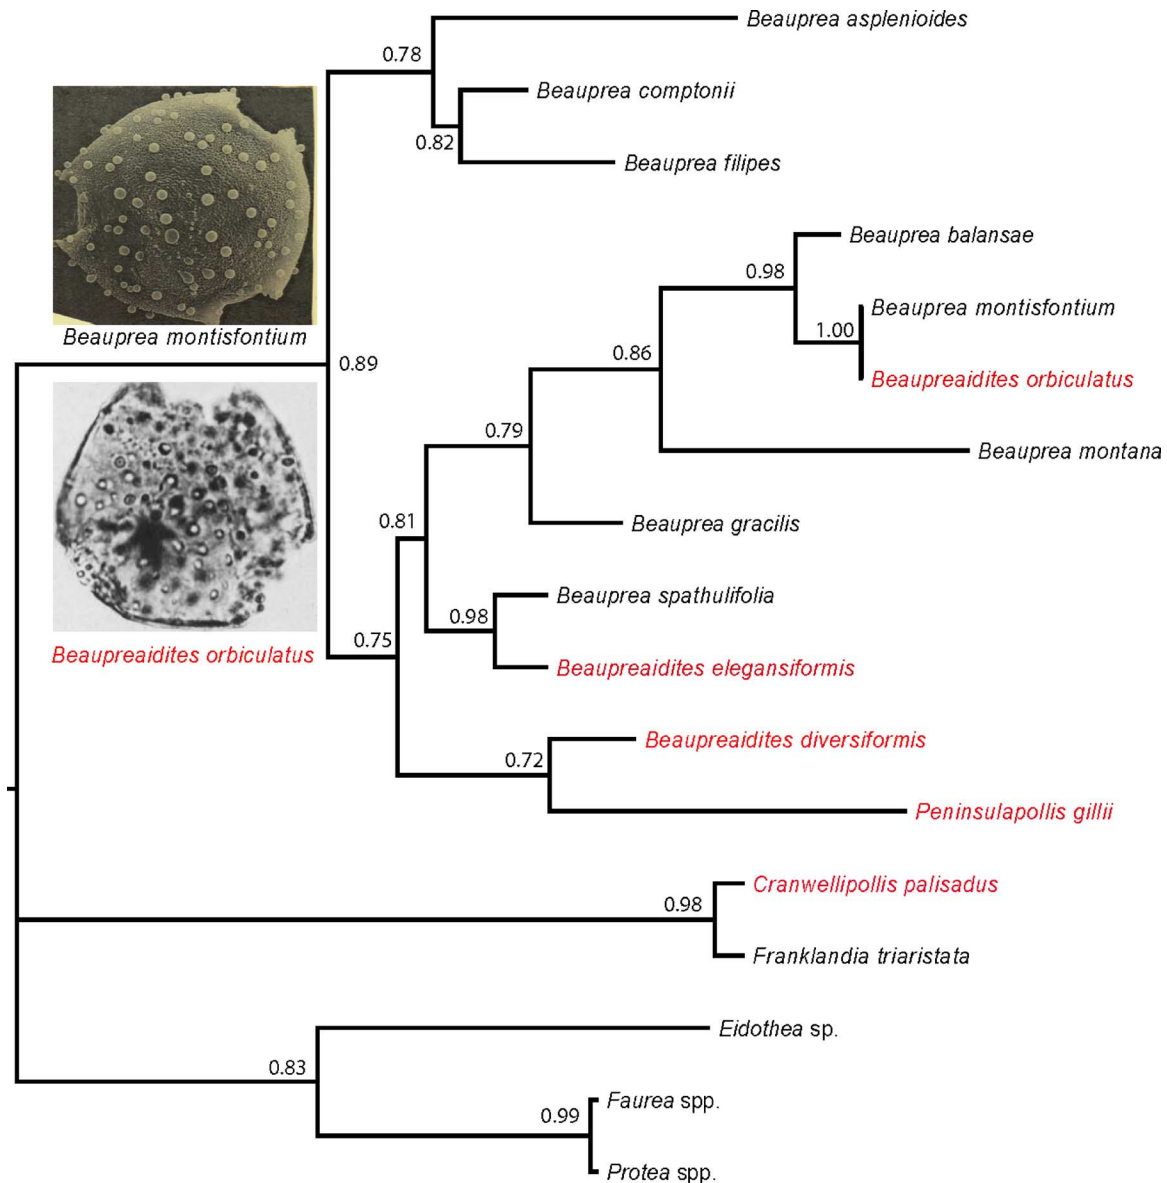 Beauprea asplenioides
0.78
Beauprea comptonii
0.82
Beauprea filipes
Beauprea balansae
0.98
Beauprea montisfontium
1.00
Beauprea montisfontium
0.86
0.89
Beaupreaidites orbiculatus
0.79
Beauprea montana
0.81
Beauprea gracilis
Beauprea spathulifolia
0.98
0.75
Beaupreaidites orbiculatus
Beaupreaidites elegansiformis
Beaupreaidites diversiformis
0.72
Peninsulapollis gillii
Cranwellipollis palisadus
0.98
Franklandia triaristata
Eidothea sp.
0.83
Faurea spp.
0.99
Protea spp.